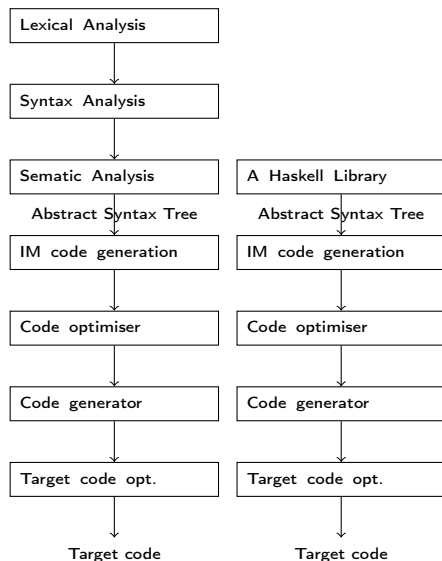 Lexical Analysis
Syntax Analysis
Sematic Analysis
Abstract Syntax Tree
IM code generation
Code optimiser
Code generator
Target code opt.
Target code
A Haskell Library
Abstract Syntax Tree
IM code generation
Code optimiser
Code generator
Target code opt.
Target code